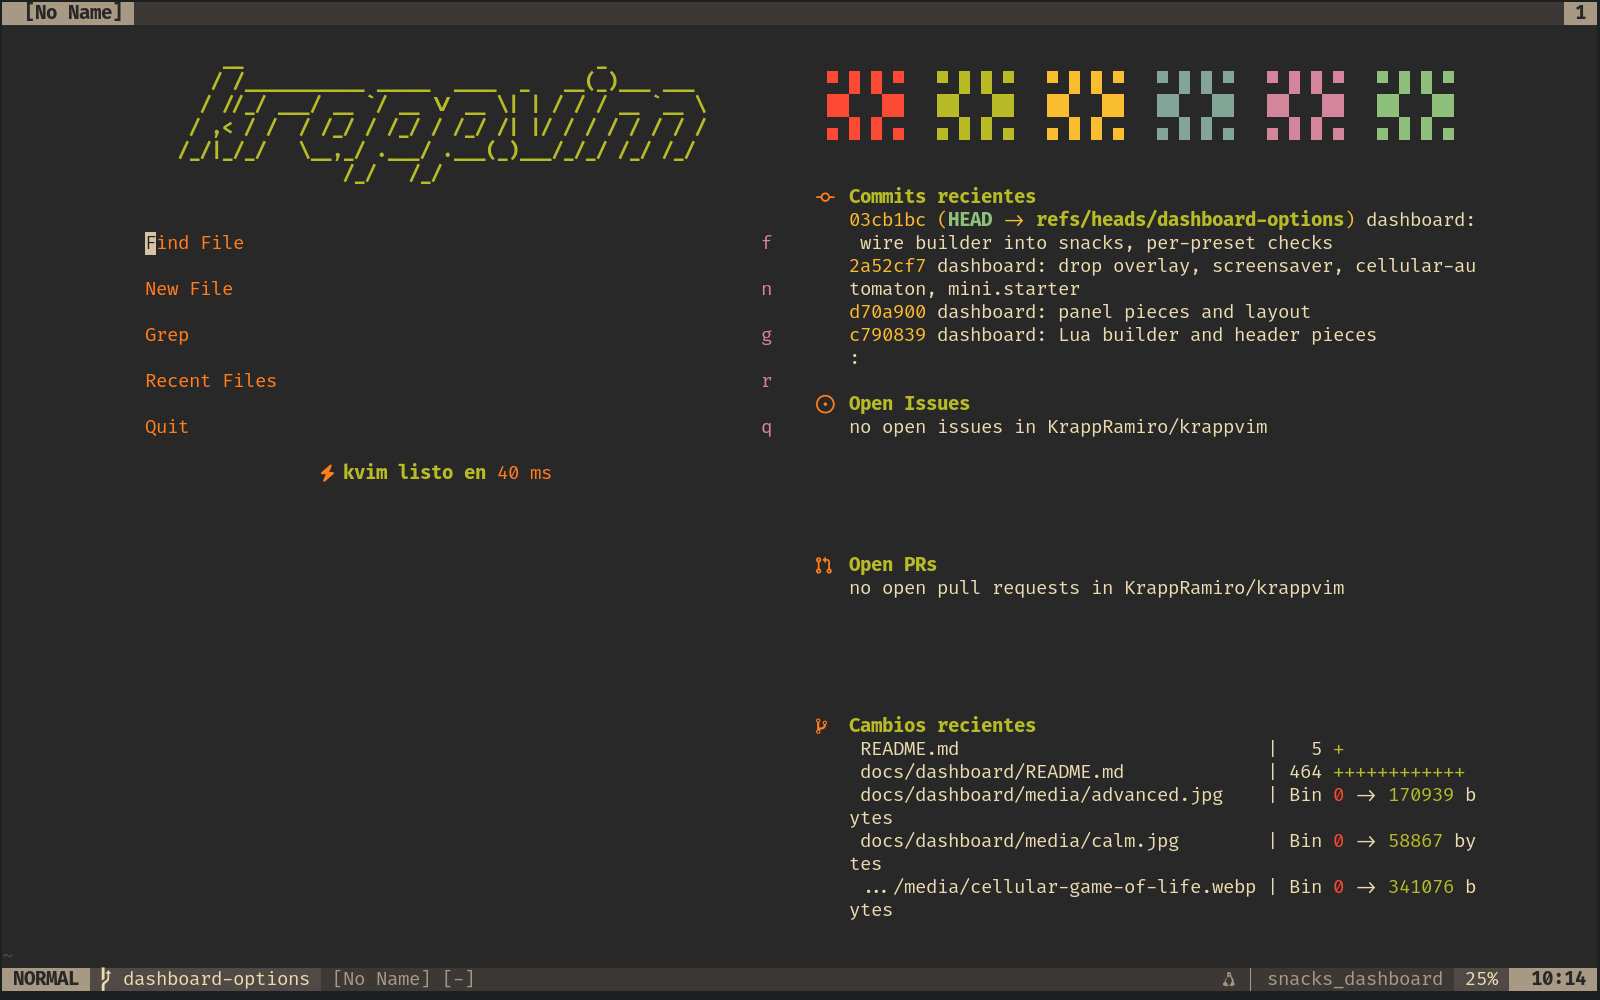 [No Name] 1
krapp.vim
Find File f
New File n
Grep g
Recent Files r
Quit q
kvim listo en 40 ms
Commits recientes
03cb1bc (HEAD -> refs/heads/dashboard-options) dashboard:
wire builder into snacks, per-preset checks
2a52cf7 dashboard: drop overlay, screensaver, cellular-au
tomaton, mini.starter
d70a900 dashboard: panel pieces and layout
c790839 dashboard: Lua builder and header pieces
:
Open Issues
no open issues in KrappRamiro/krappvim
Open PRs
no open pull requests in KrappRamiro/krappvim
Cambios recientes
README.md | 5 +
docs/dashboard/README.md | 464 ++++++++++++
docs/dashboard/media/advanced.jpg | Bin 0 -> 170939 b
ytes
docs/dashboard/media/calm.jpg | Bin 0 -> 58867 by
tes
.../media/cellular-game-of-life.webp | Bin 0 -> 341076 b
ytes
~
NORMAL dashboard-options [No Name] [-] snacks_dashboard 25% 10:14